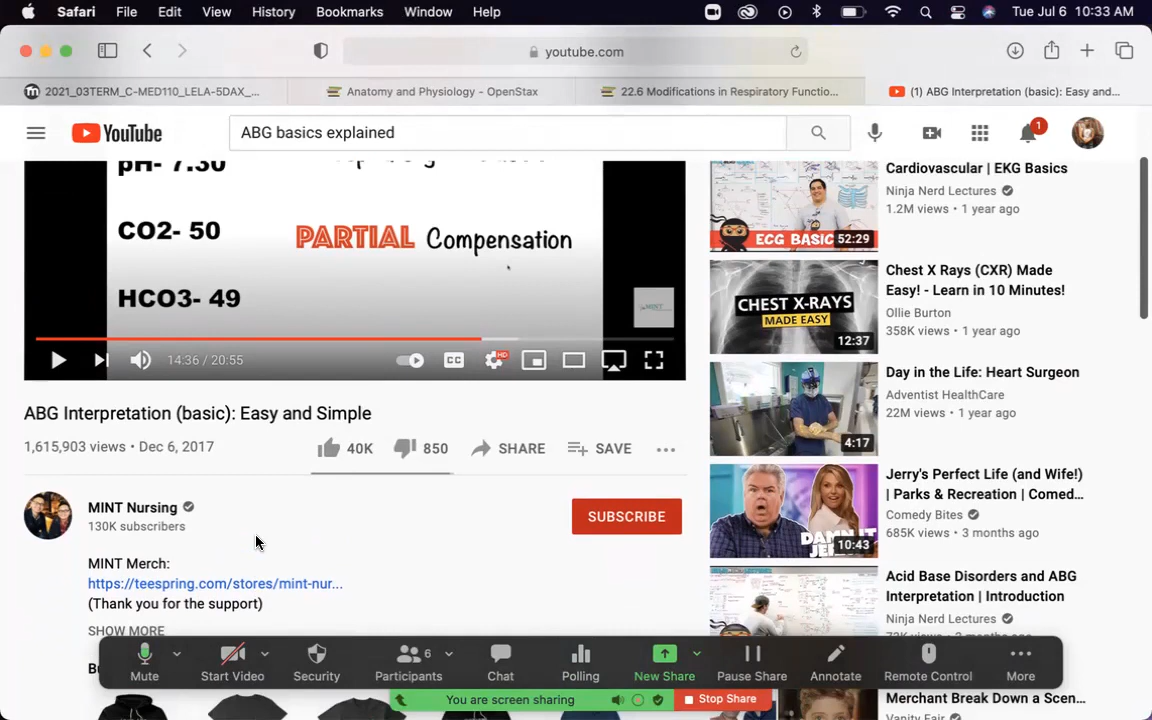 Safari File Edit View History Bookmarks Window Help Tue Jul 6 10:33 AM
youtube.com
2021_03TERM_C-MED110_LELA-5DAX_... Anatomy and Physiology - OpenStax 22.6 Modifications in Respiratory Functio... (1) ABG Interpretation (basic): Easy and...
YouTube ABG basics explained 1
pH- 7.30
CO2- 50
PARTIAL Compensation
HCO3- 49
14:36 / 20:55 CC HD
ABG Interpretation (basic): Easy and Simple
1,615,903 views • Dec 6, 2017 40K 850 SHARE SAVE
MINT Nursing
130K subscribers
SUBSCRIBE
MINT Merch:
https://teespring.com/stores/mint-nur...
(Thank you for the support)
SHOW MORE
Cardiovascular | EKG Basics
Ninja Nerd Lectures
1.2M views • 1 year ago
ECG BASIC
52:29
Chest X Rays (CXR) Made
Easy! - Learn in 10 Minutes!
Ollie Burton
358K views • 1 year ago
CHEST X-RAYS
MADE EASY
12:37
Day in the Life: Heart Surgeon
Adventist HealthCare
22M views • 1 year ago
4:17
Jerry's Perfect Life (and Wife!)
| Parks & Recreation | Comed...
Comedy Bites
685K views • 3 months ago
10:43
Acid Base Disorders and ABG
Interpretation | Introduction
Ninja Nerd Lectures
Merchant Break Down a Scen...
Vanity Fair
Mute Start Video Security Participants 6 Chat Polling New Share Pause Share Annotate Remote Control More
You are screen sharing Stop Share